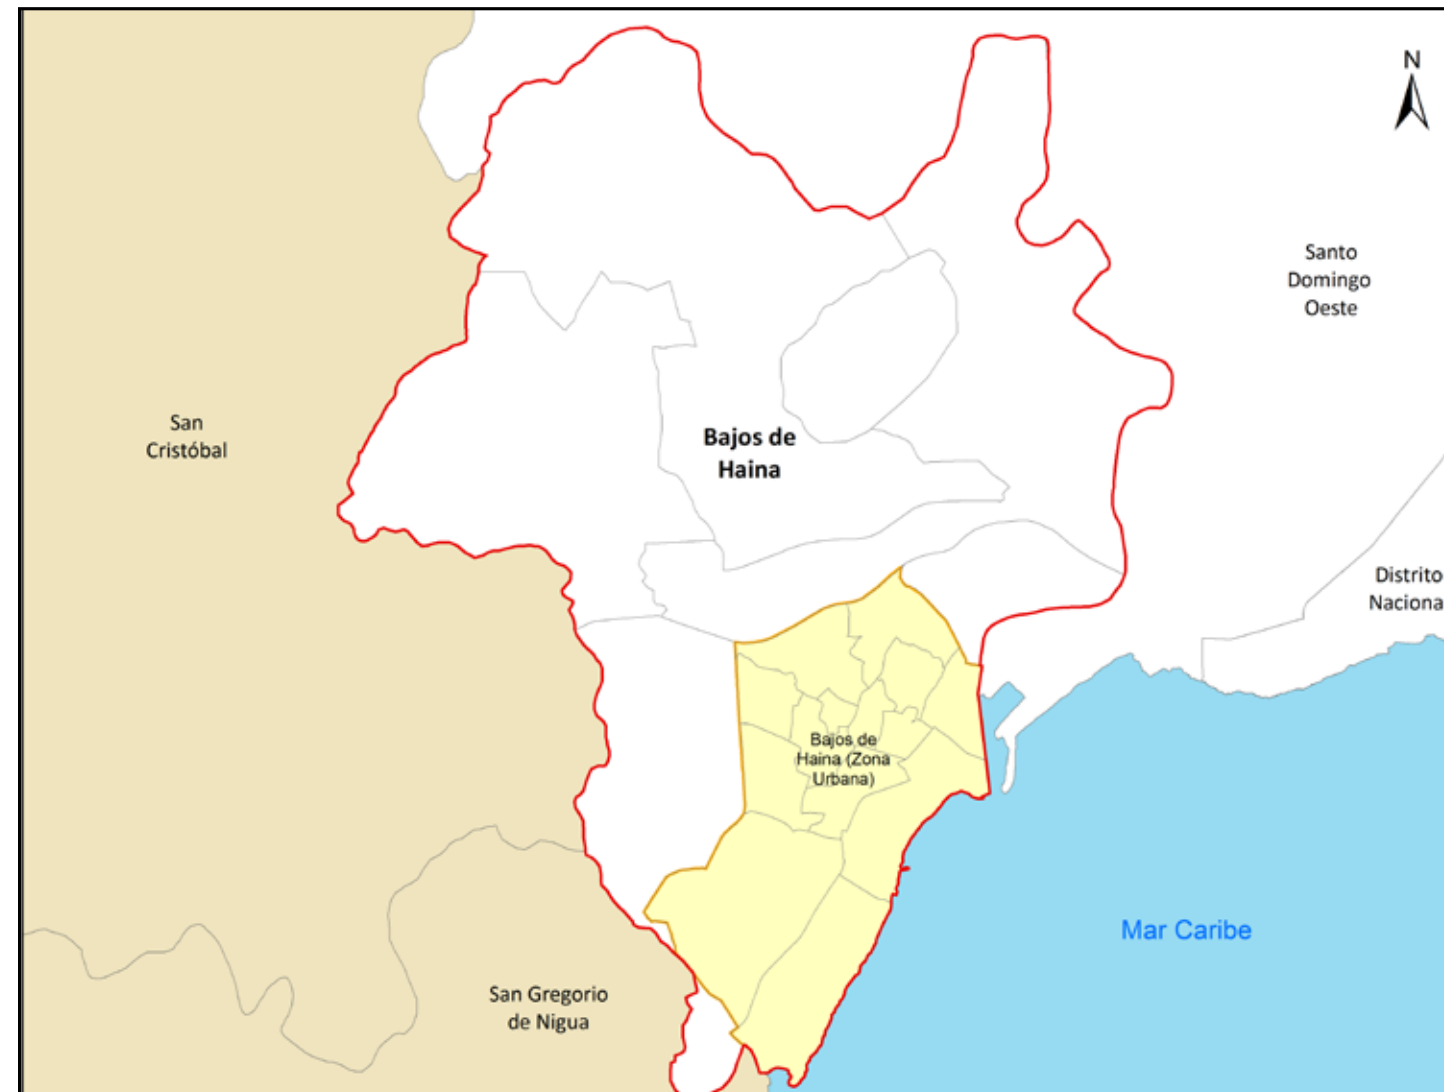 N
Santo
Domingo
Oeste
San
Cristóbal
Bajos de
Haina
Distrito
Naciona
Bajos de
Haina (Zona
Urbana)
Mar Caribe
San Gregorio
de Nigua